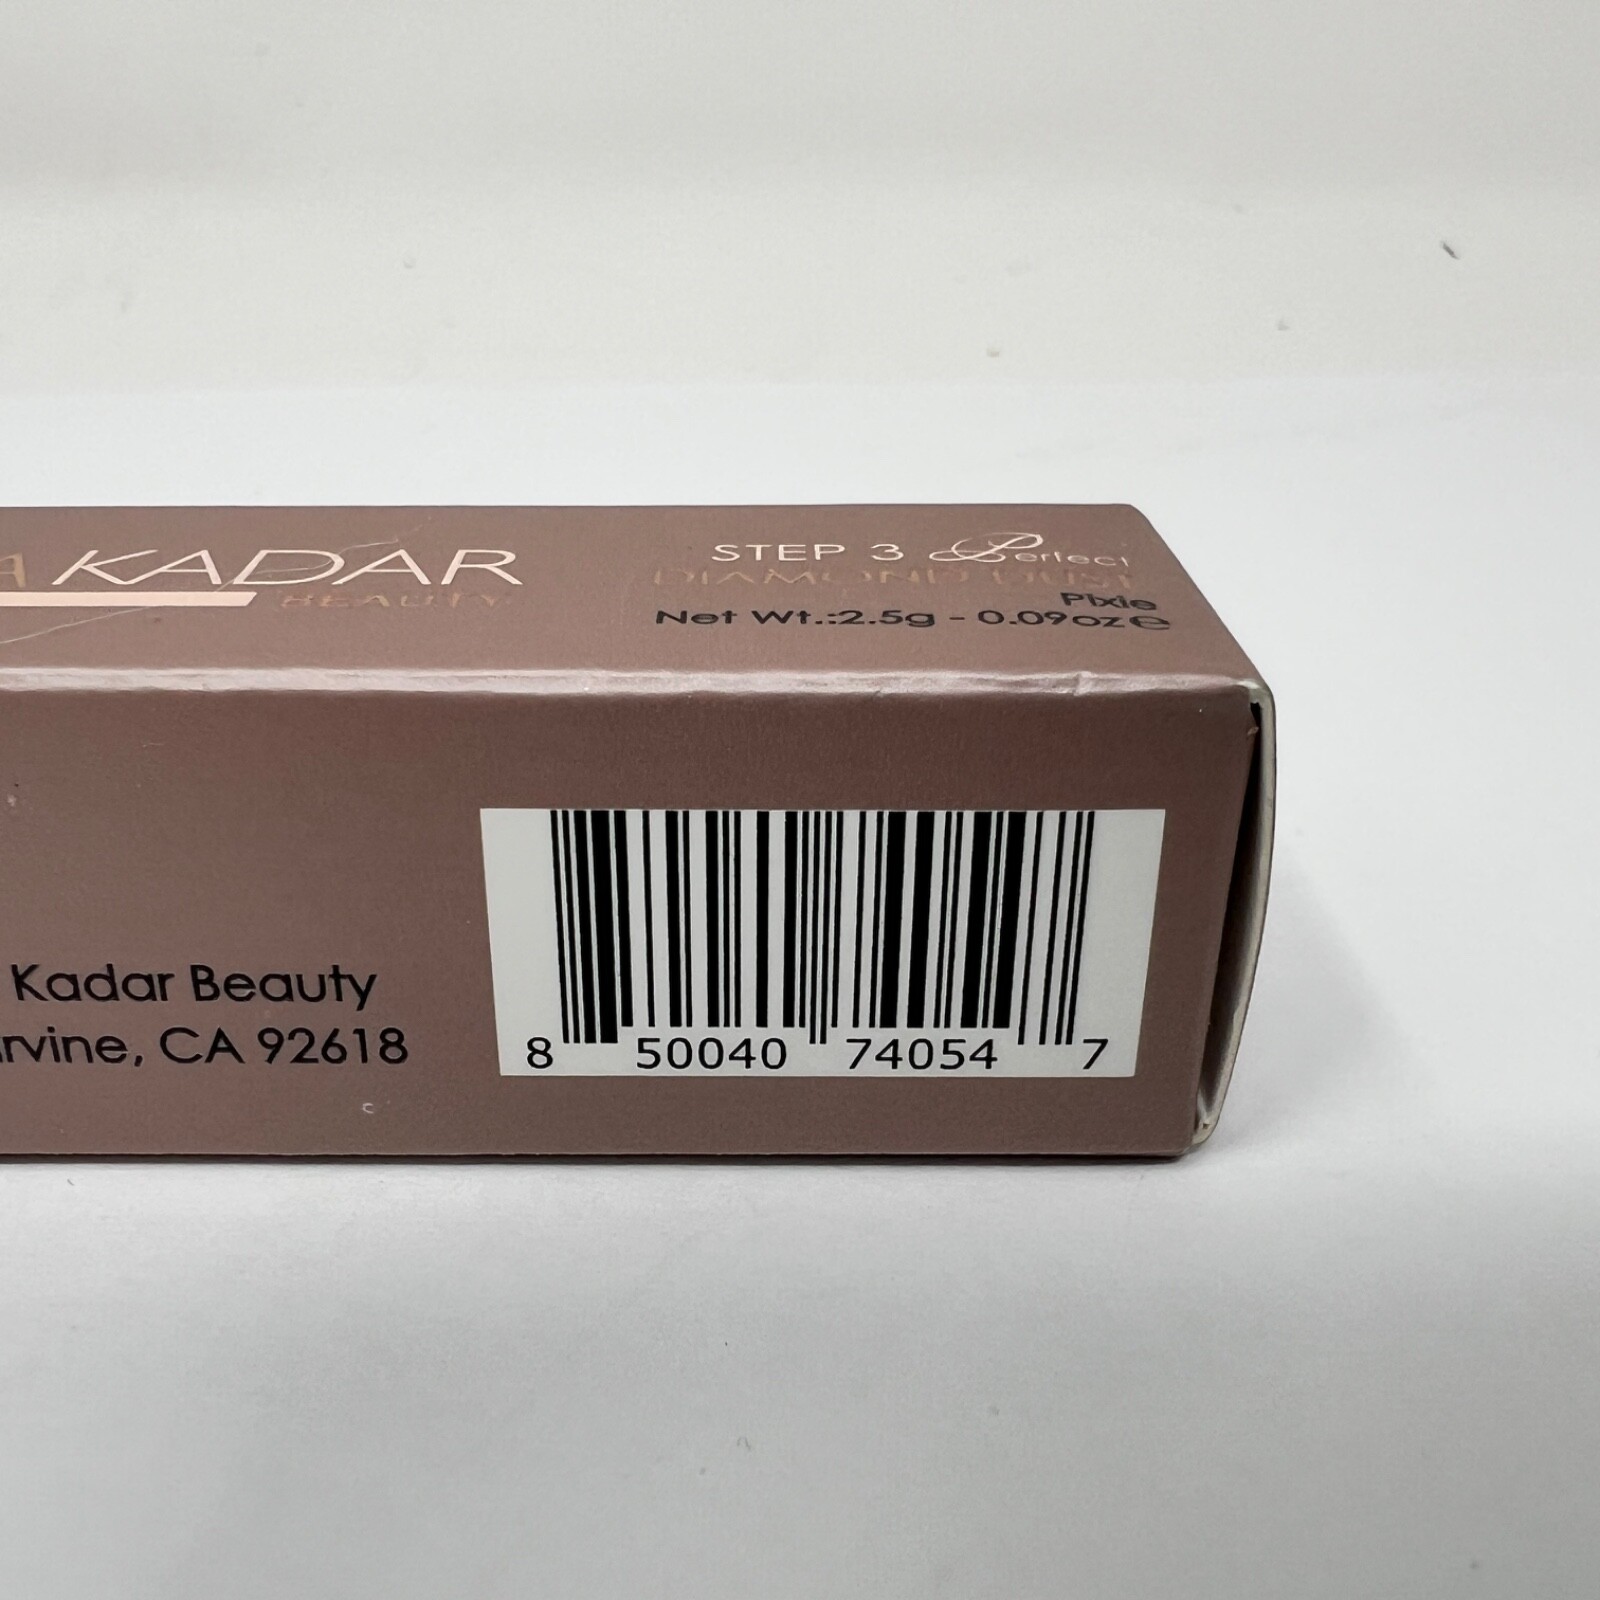 A KADAR
BEAUTY
STEP 3 Perfect
DIAMOND DUST
Pixie
Net Wt.:2.5g - 0.09oz℮
Kadar Beauty
Irvine, CA 92618
8 50040 74054 7